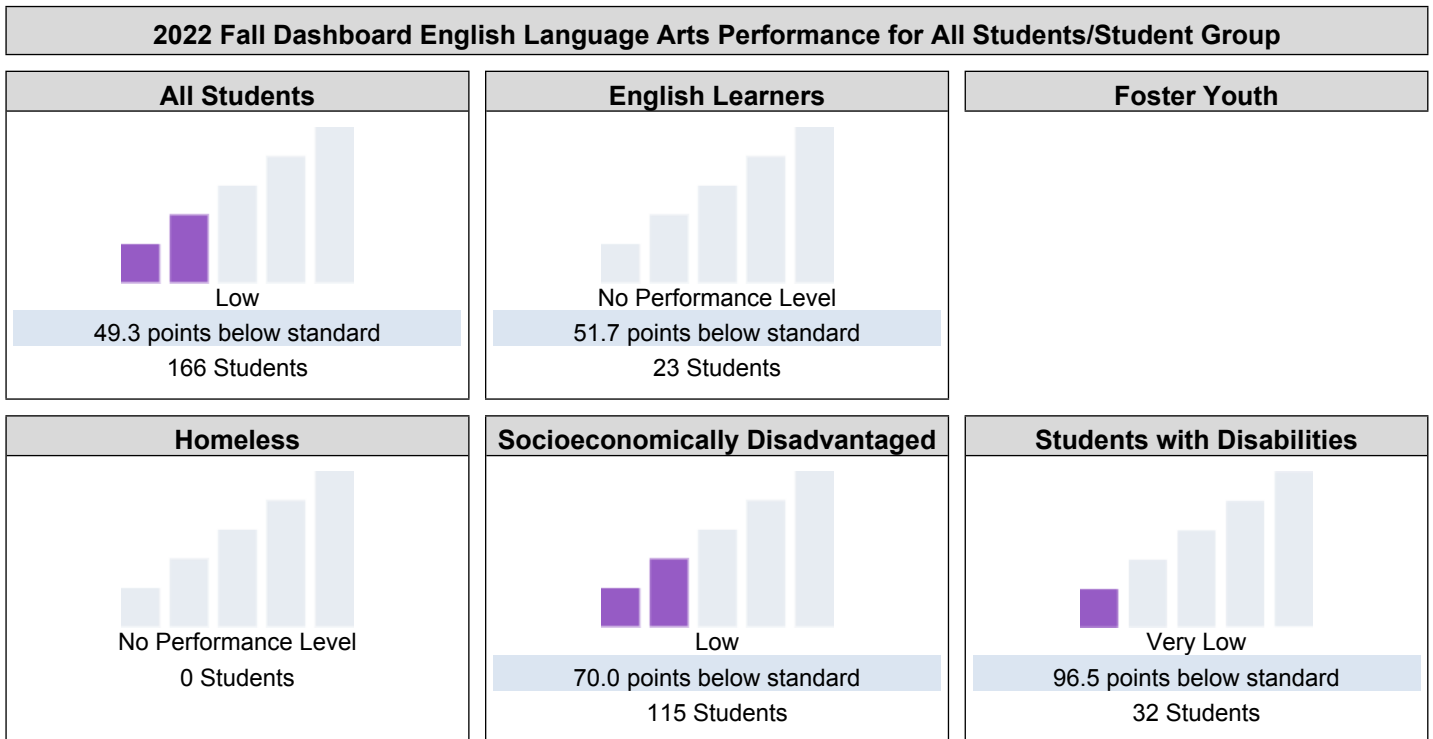 2022 Fall Dashboard English Language Arts Performance for All Students/Student Group
All Students
Low
49.3 points below standard
166 Students
English Learners
No Performance Level
51.7 points below standard
23 Students
Foster Youth
Homeless
No Performance Level
0 Students
Socioeconomically Disadvantaged
Low
70.0 points below standard
115 Students
Students with Disabilities
Very Low
96.5 points below standard
32 Students